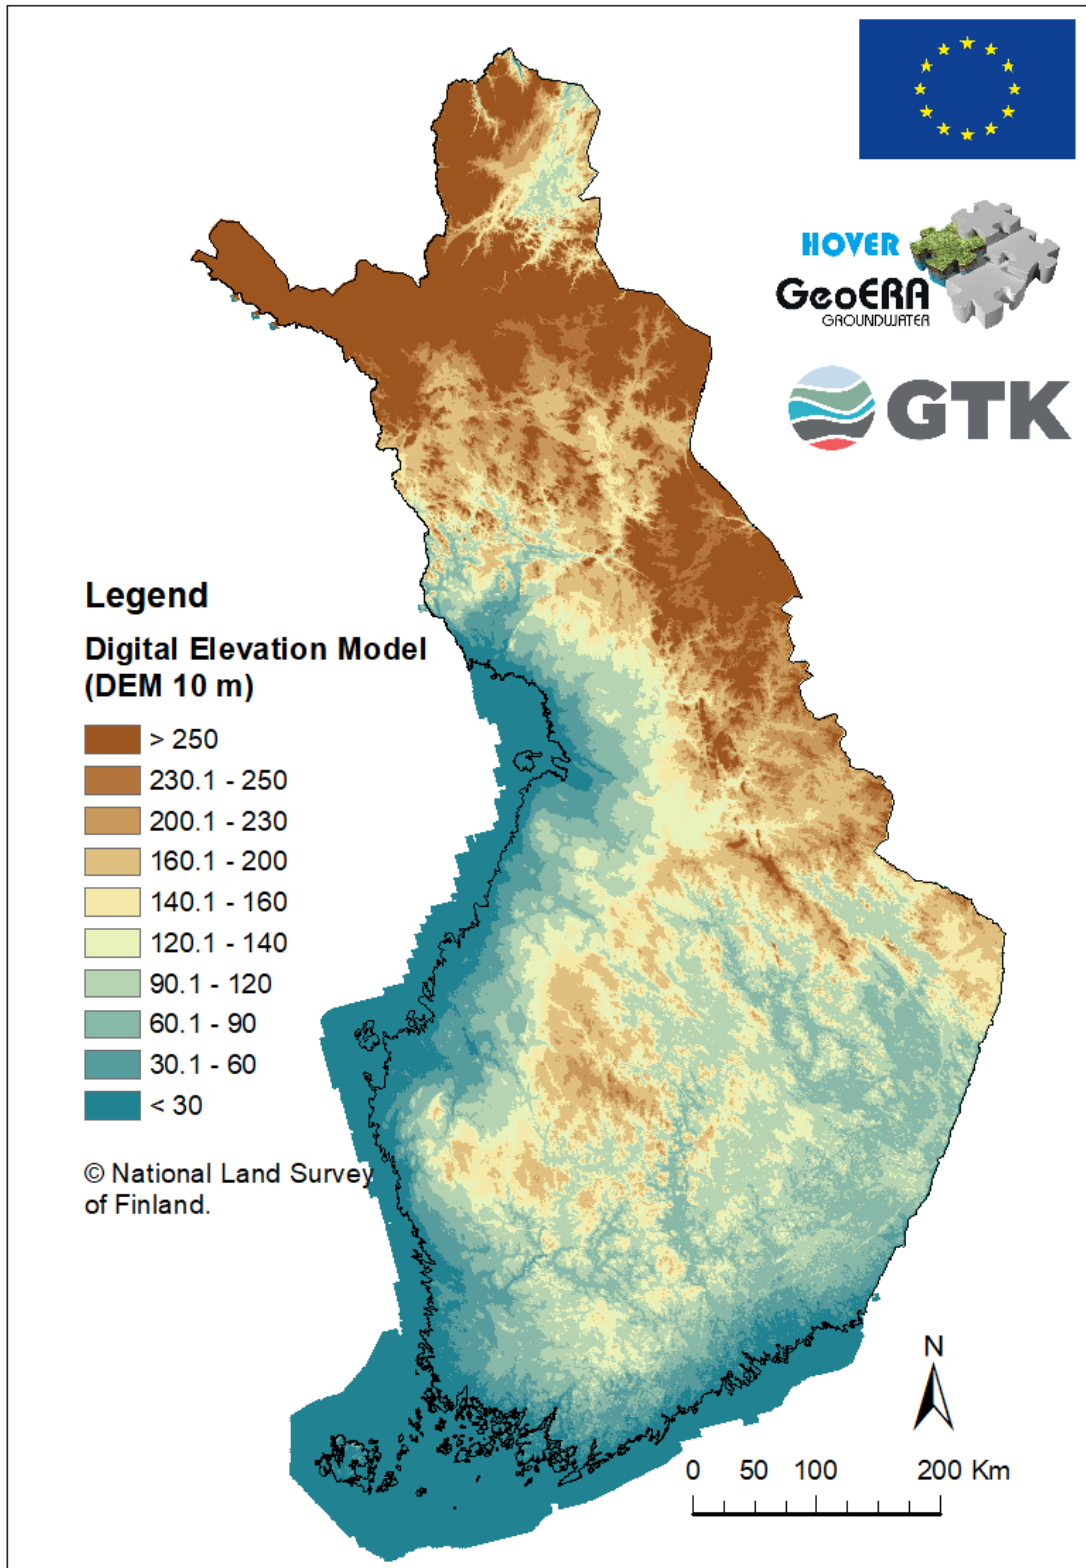 HOVER
GeoERA
GROUNDWATER
GTK
Legend
Digital Elevation Model
(DEM 10 m)
> 250
230.1 - 250
200.1 - 230
160.1 - 200
140.1 - 160
120.1 - 140
90.1 - 120
60.1 - 90
30.1 - 60
< 30
© National Land Survey
of Finland.
N
0 50 100 200 Km